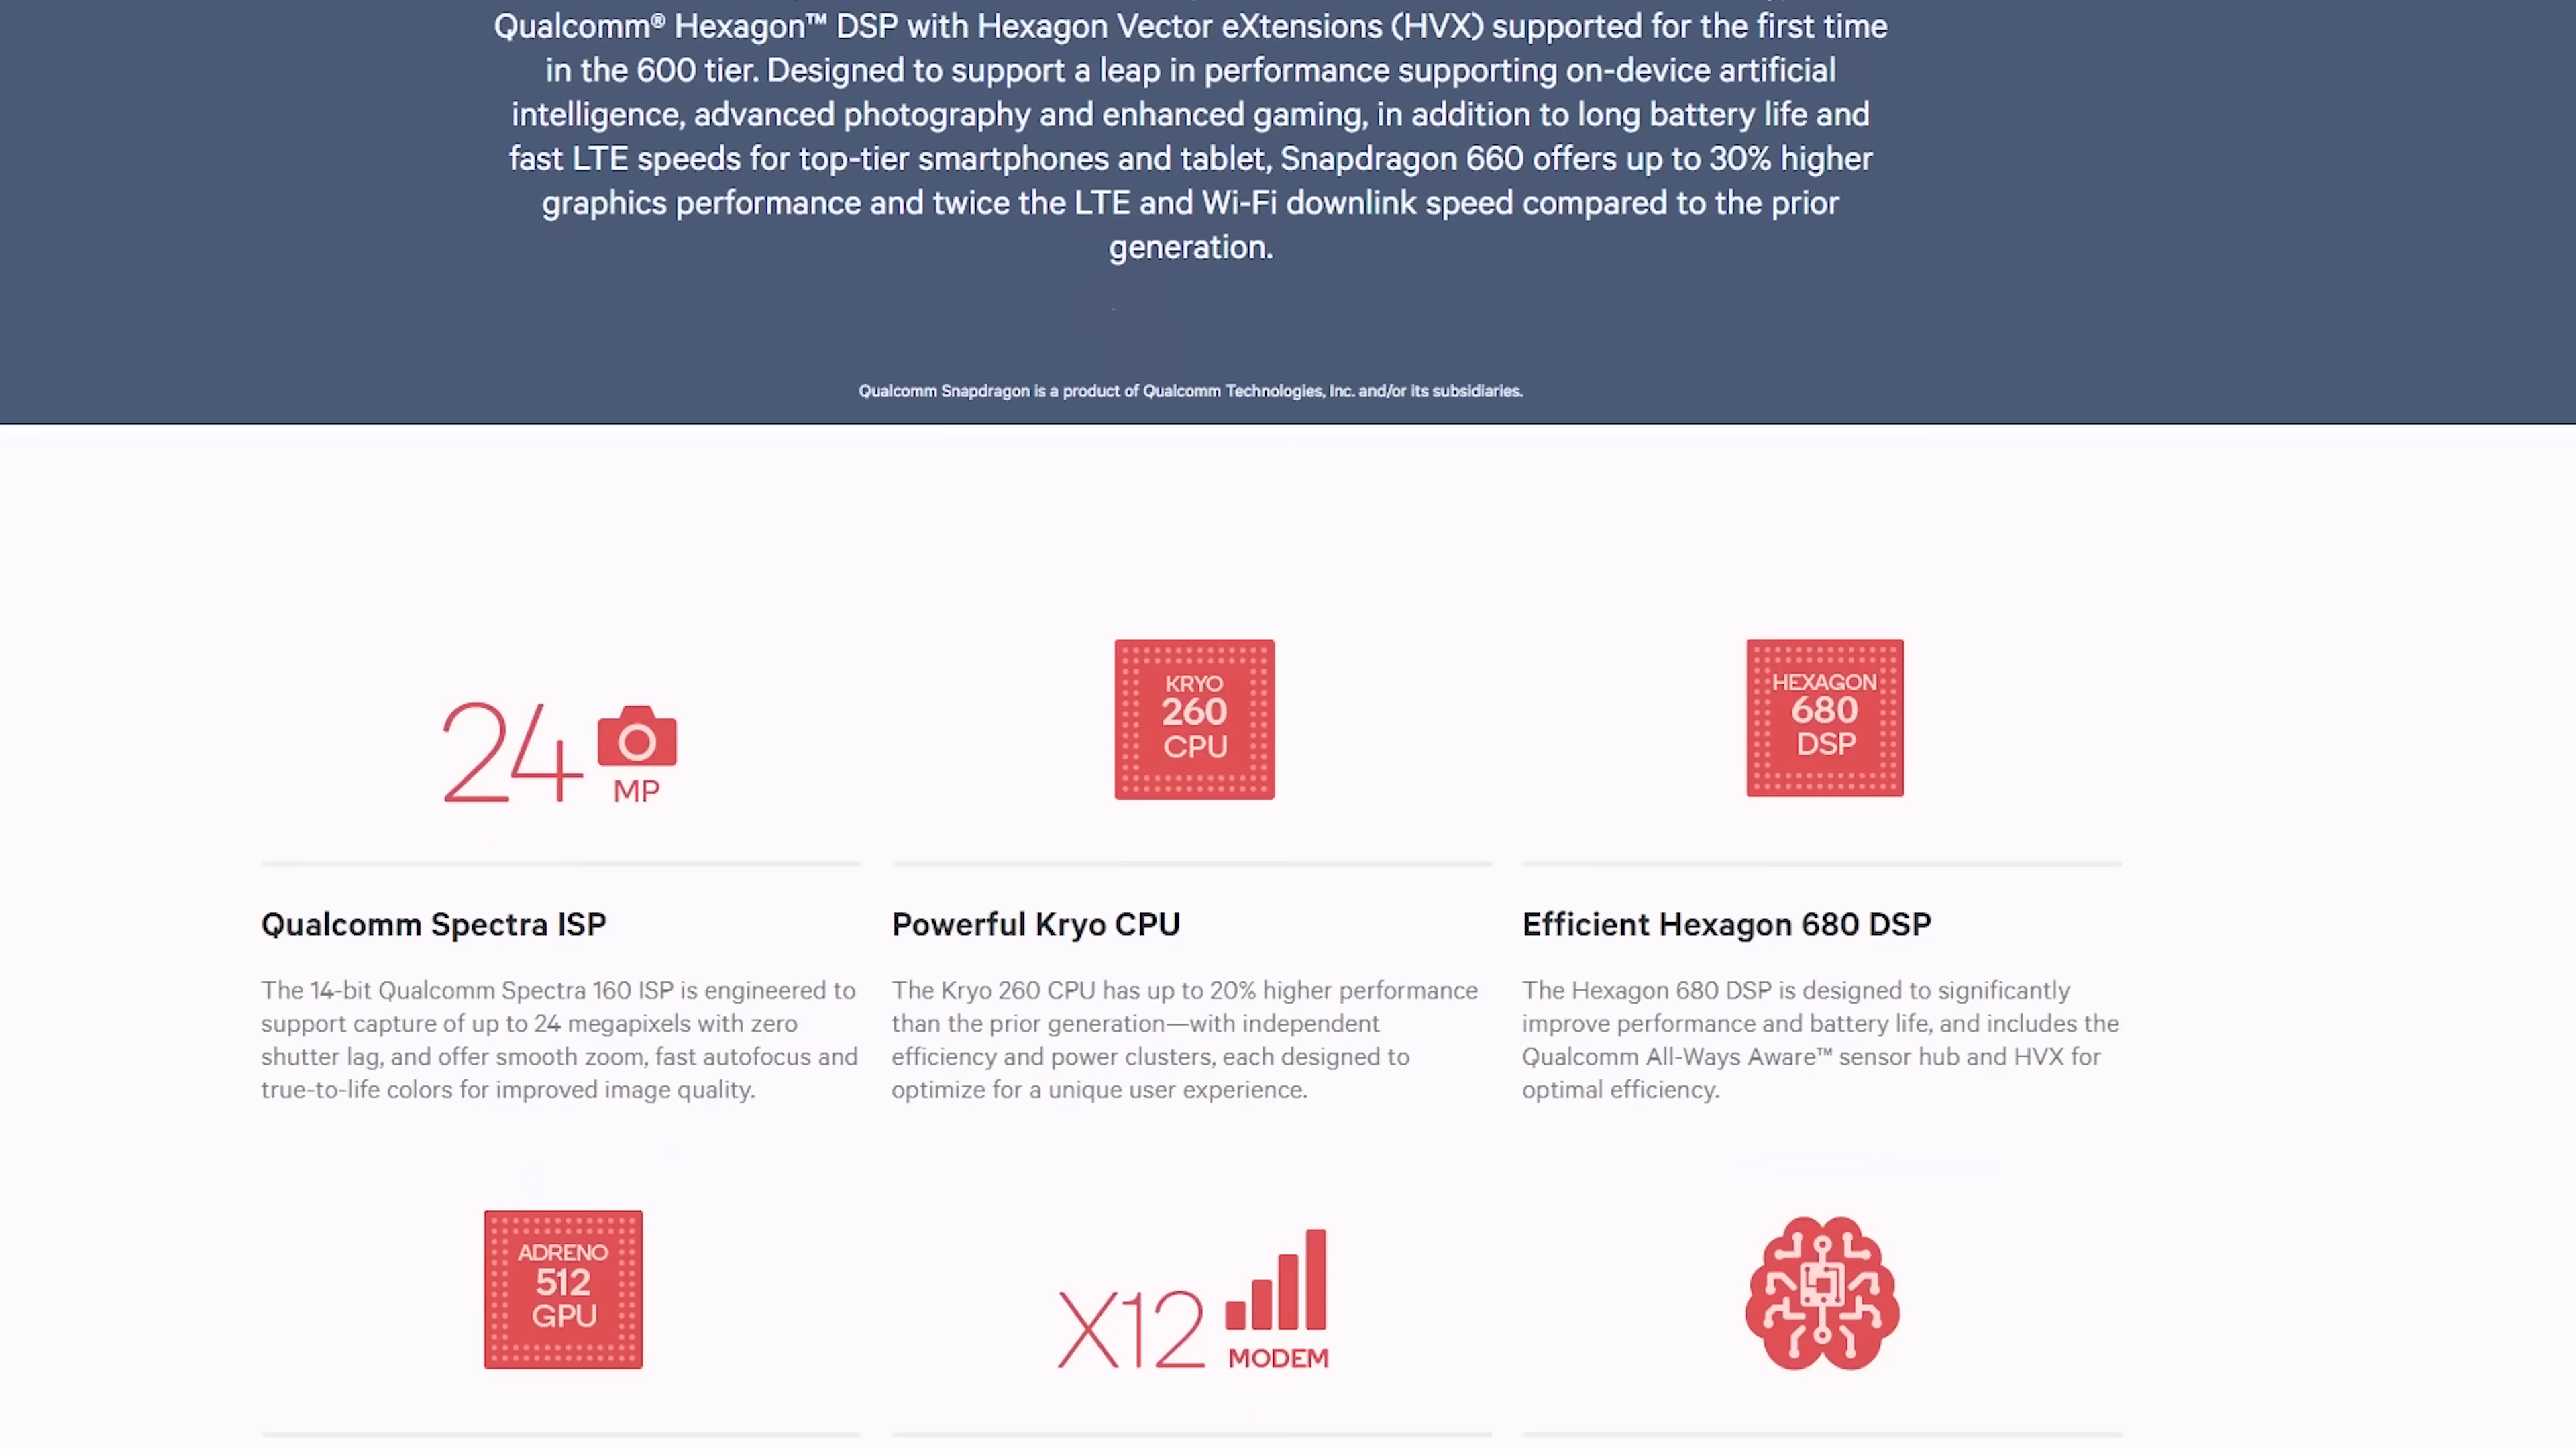 Qualcomm® Hexagon™ DSP with Hexagon Vector eXtensions (HVX) supported for the first time
in the 600 tier. Designed to support a leap in performance supporting on-device artificial
intelligence, advanced photography and enhanced gaming, in addition to long battery life and
fast LTE speeds for top-tier smartphones and tablet, Snapdragon 660 offers up to 30% higher
graphics performance and twice the LTE and Wi-Fi downlink speed compared to the prior
generation.
Qualcomm Snapdragon is a product of Qualcomm Technologies, Inc. and/or its subsidiaries.
24
MP
KRYO
260
CPU
HEXAGON
680
DSP
Qualcomm Spectra ISP
The 14-bit Qualcomm Spectra 160 ISP is engineered to
support capture of up to 24 megapixels with zero
shutter lag, and offer smooth zoom, fast autofocus and
true-to-life colors for improved image quality.
Powerful Kryo CPU
The Kryo 260 CPU has up to 20% higher performance
than the prior generation—with independent
efficiency and power clusters, each designed to
optimize for a unique user experience.
Efficient Hexagon 680 DSP
The Hexagon 680 DSP is designed to significantly
improve performance and battery life, and includes the
Qualcomm All-Ways Aware™ sensor hub and HVX for
optimal efficiency.
ADRENO
512
GPU
X12
MODEM